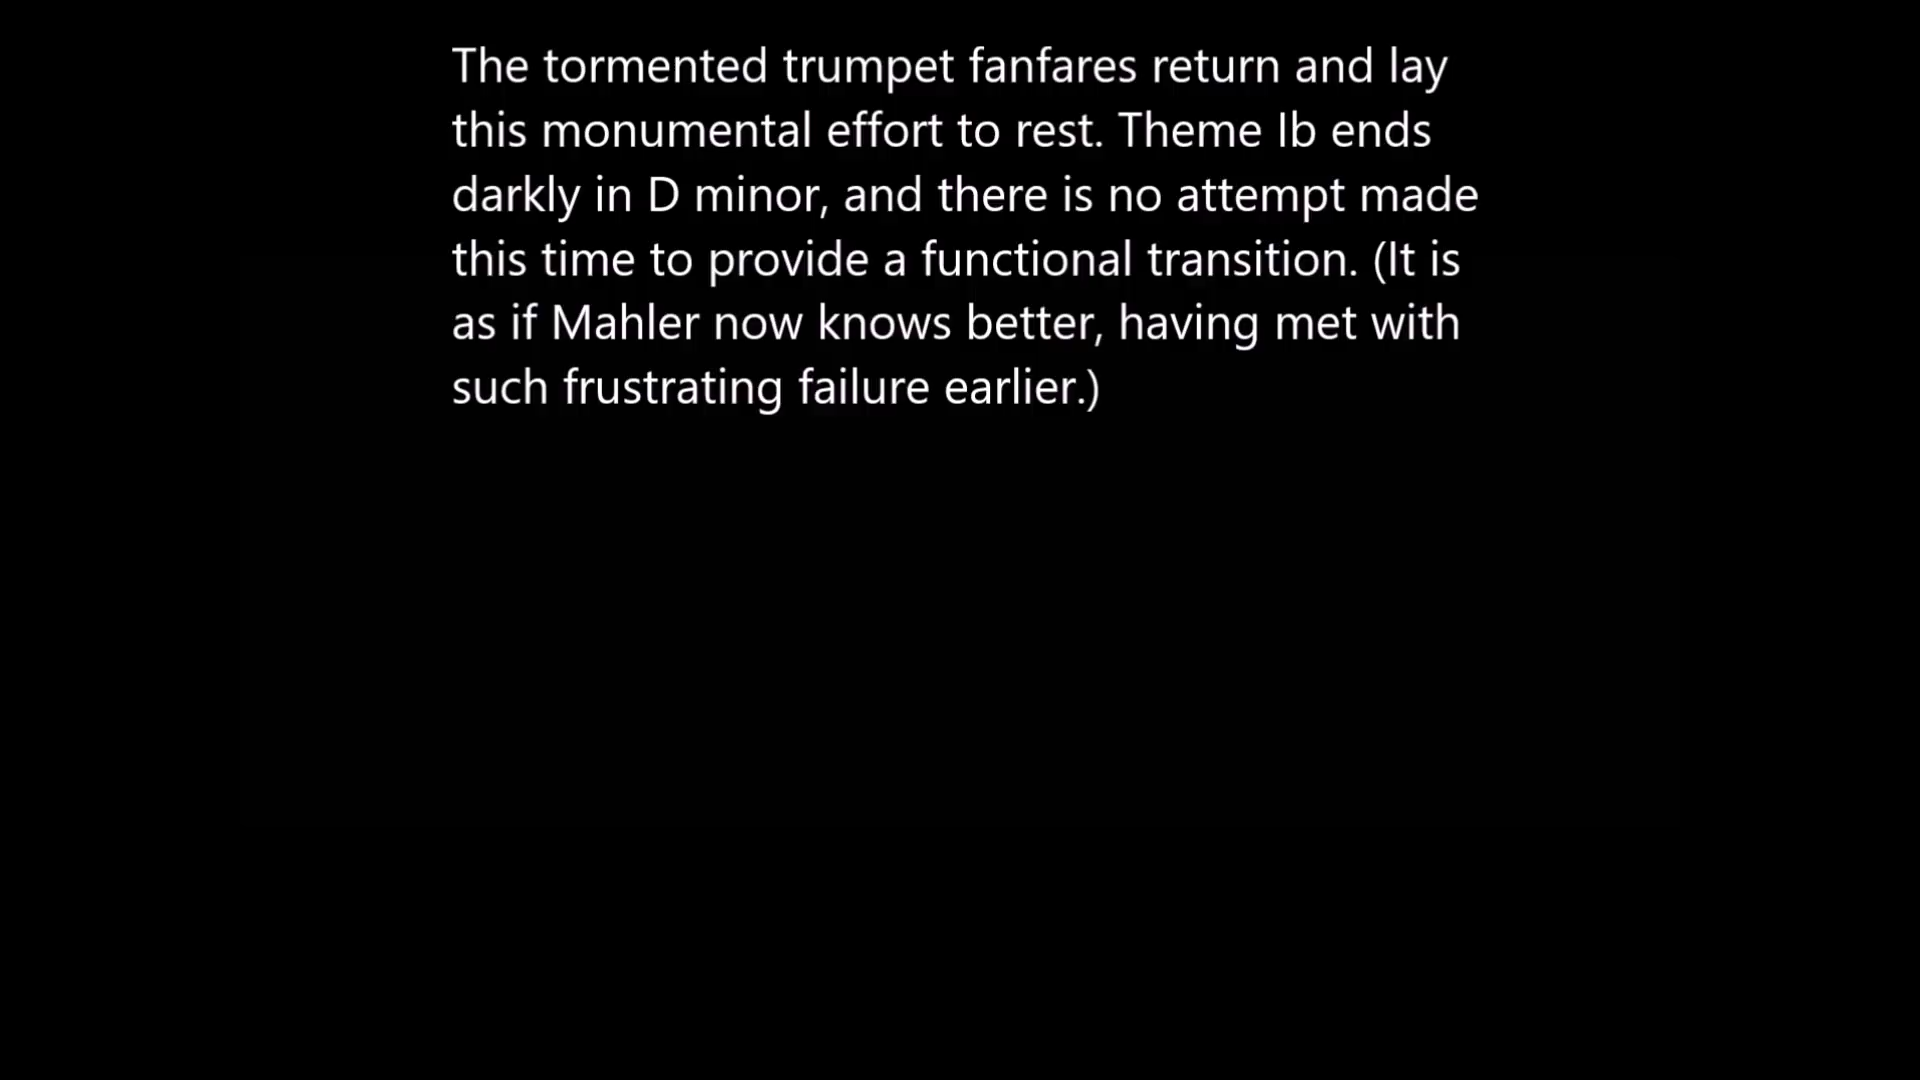 The tormented trumpet fanfares return and lay
this monumental effort to rest. Theme Ib ends
darkly in D minor, and there is no attempt made
this time to provide a functional transition. (It is
as if Mahler now knows better, having met with
such frustrating failure earlier.)